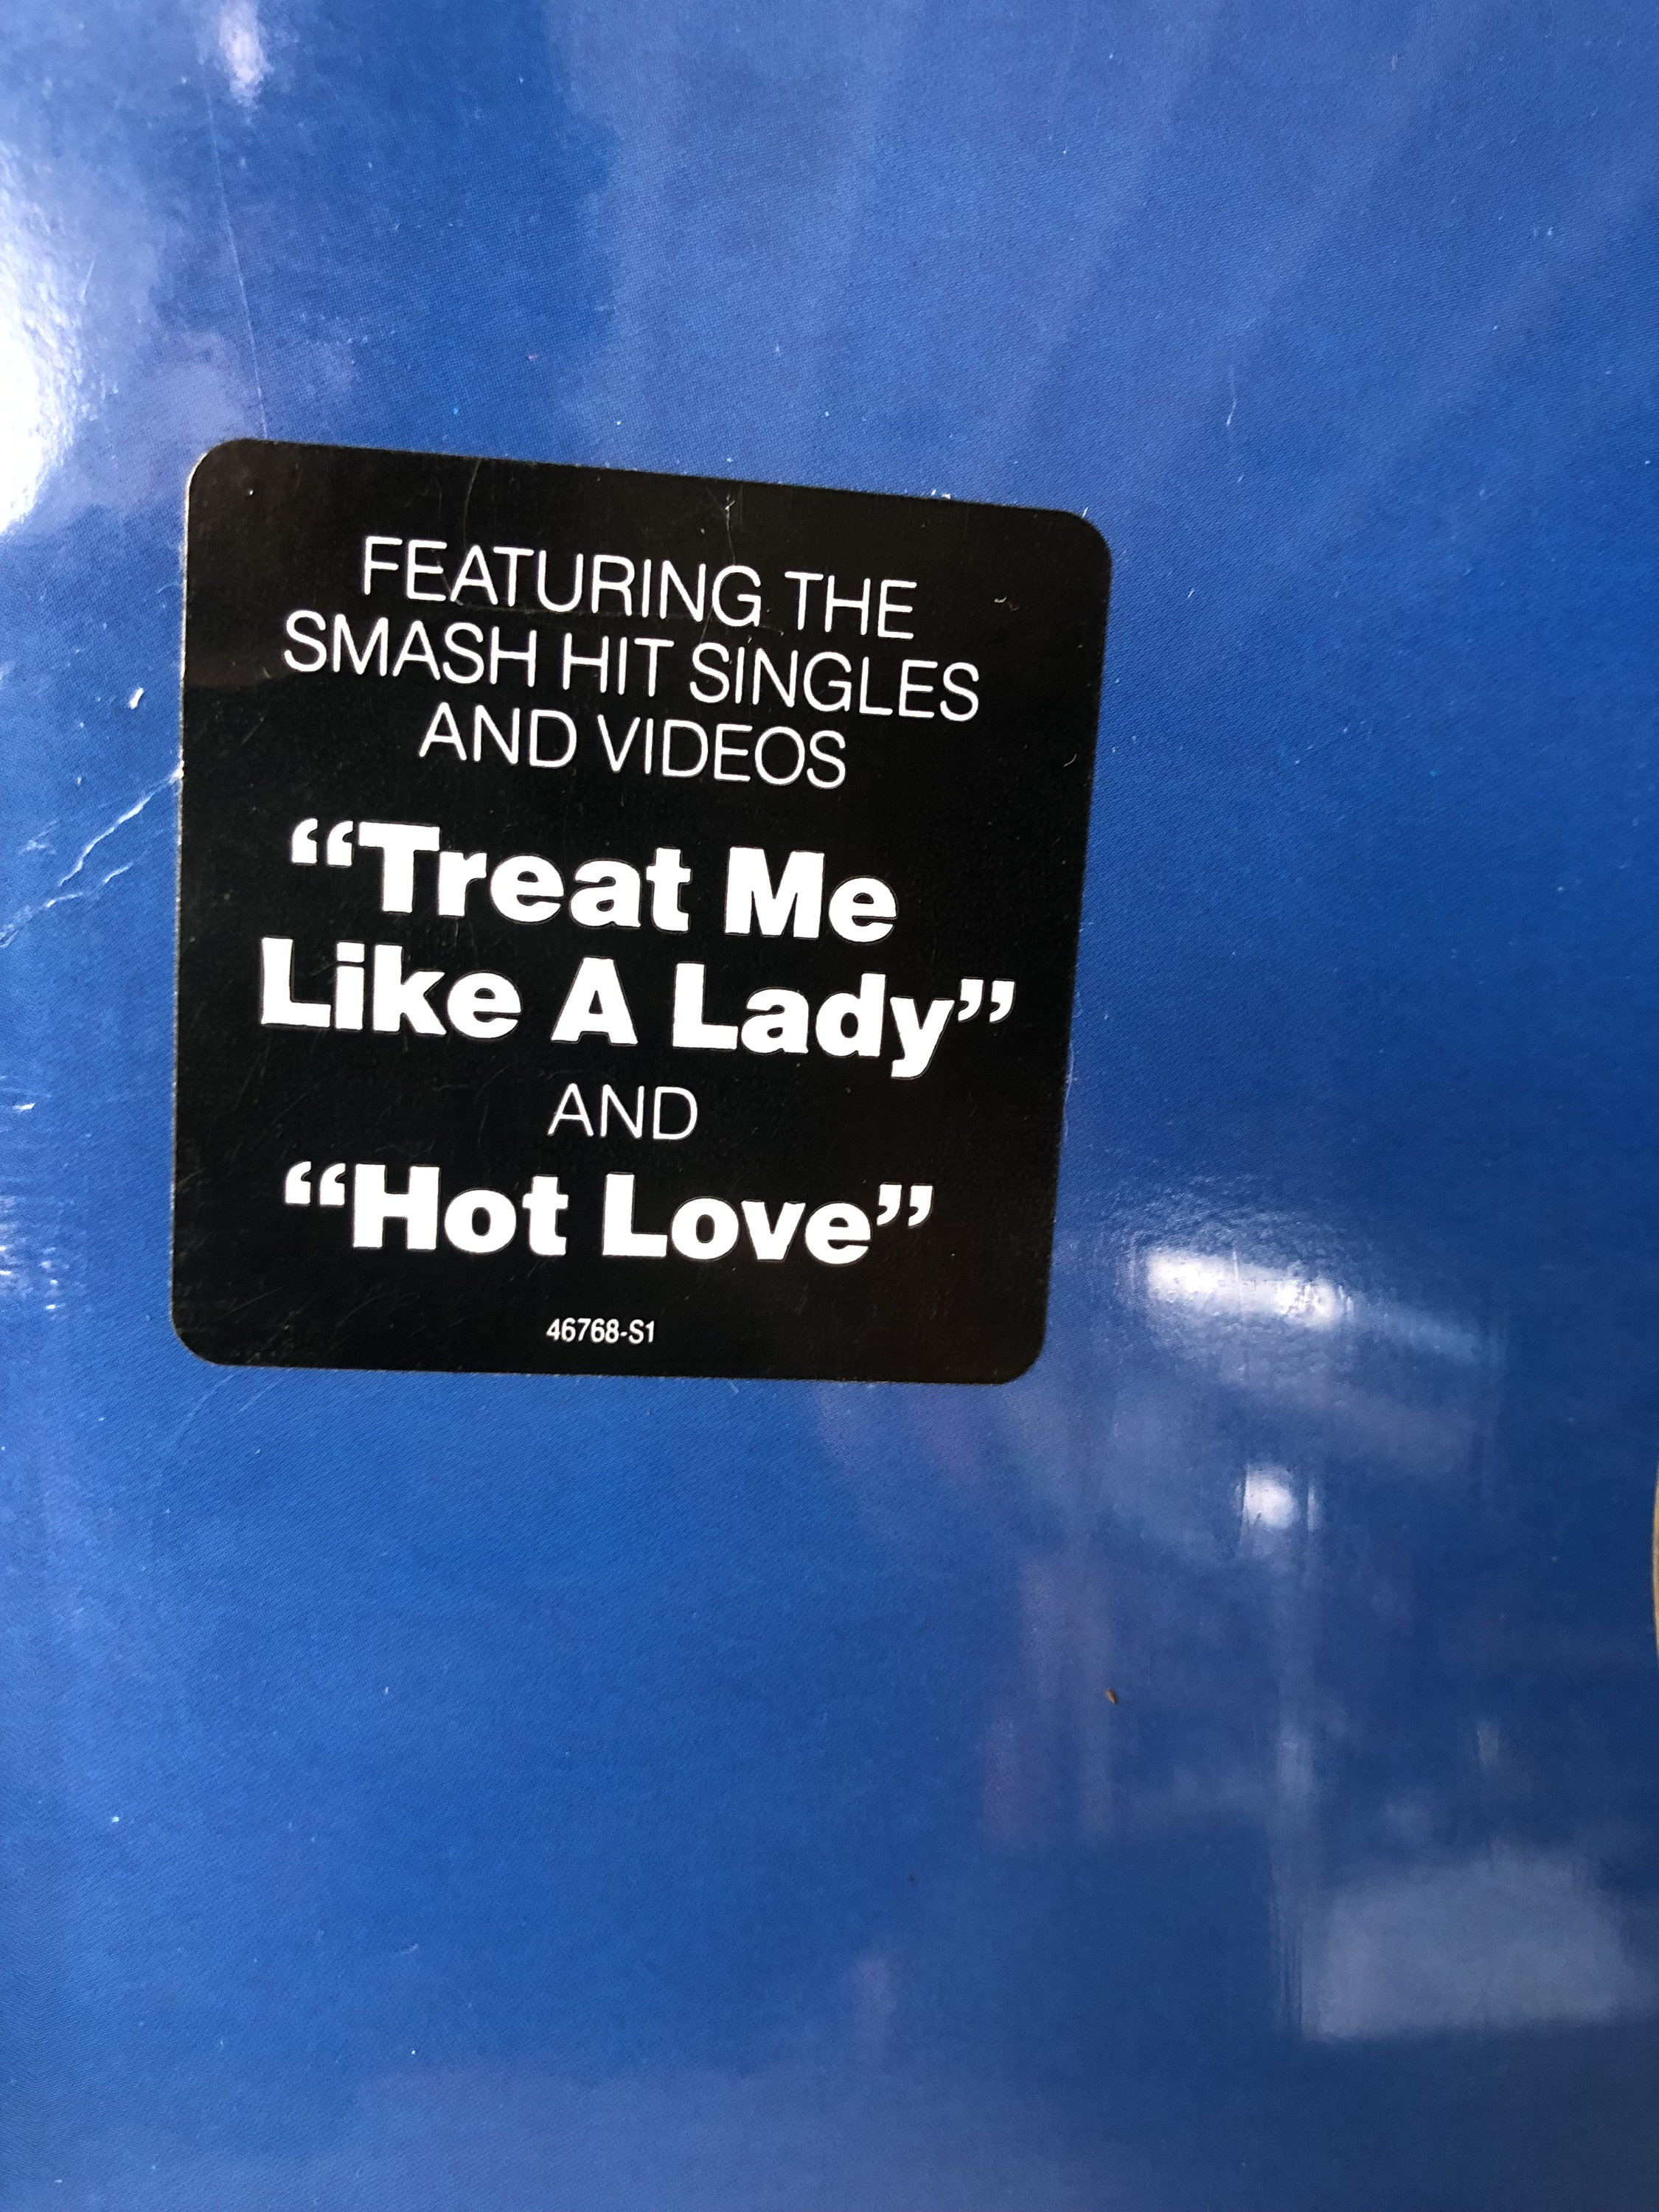 FEATURING THE
SMASH HIT SINGLES
AND VIDEOS
“Treat Me
Like A Lady”
AND
“Hot Love”
46768-S1